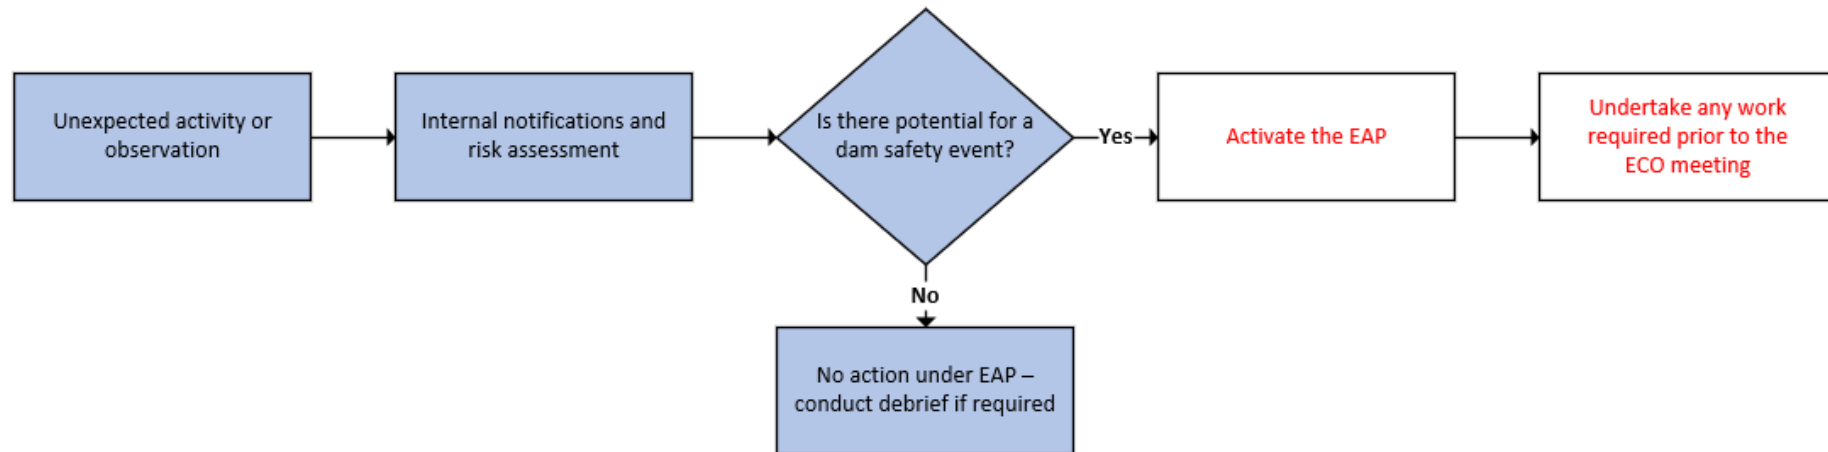 Unexpected activity or
observation
Internal notifications and
risk assessment
Is there potential for a
dam safety event?
Yes
Activate the EAP
Undertake any work
required prior to the
ECO meeting
No
No action under EAP –
conduct debrief if required